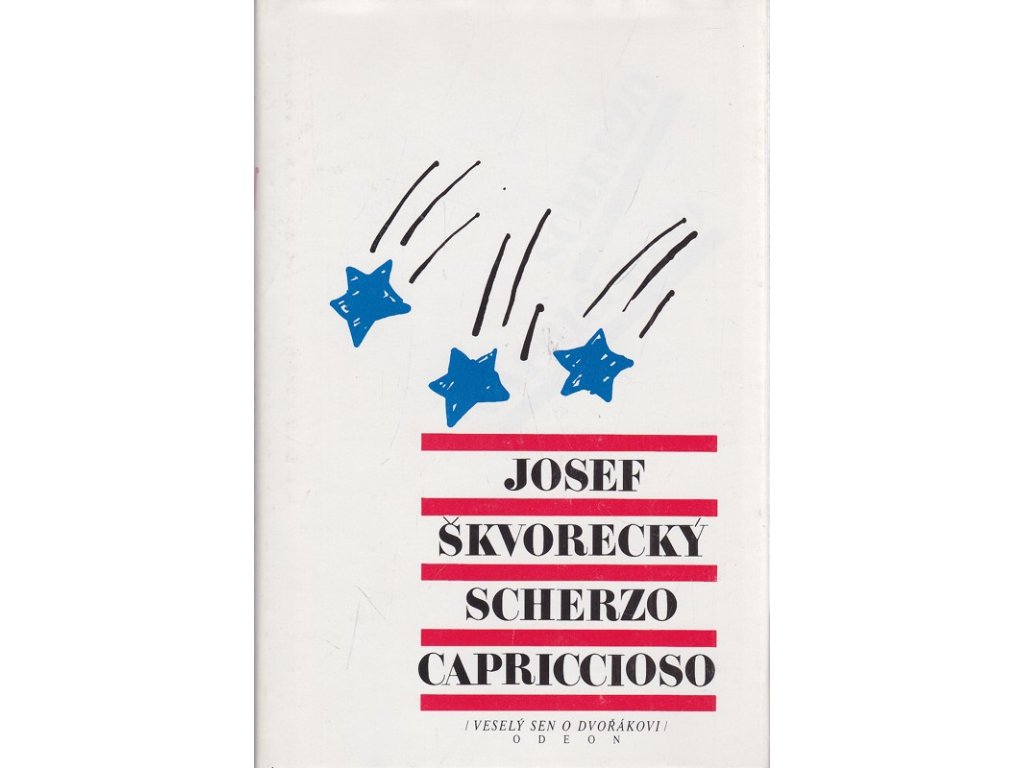 JOSEF
ŠKVORECKÝ
SCHERZO
CAPRICCIOSO
/ VESELÝ SEN O DVOŘÁKOVI /
ODEON